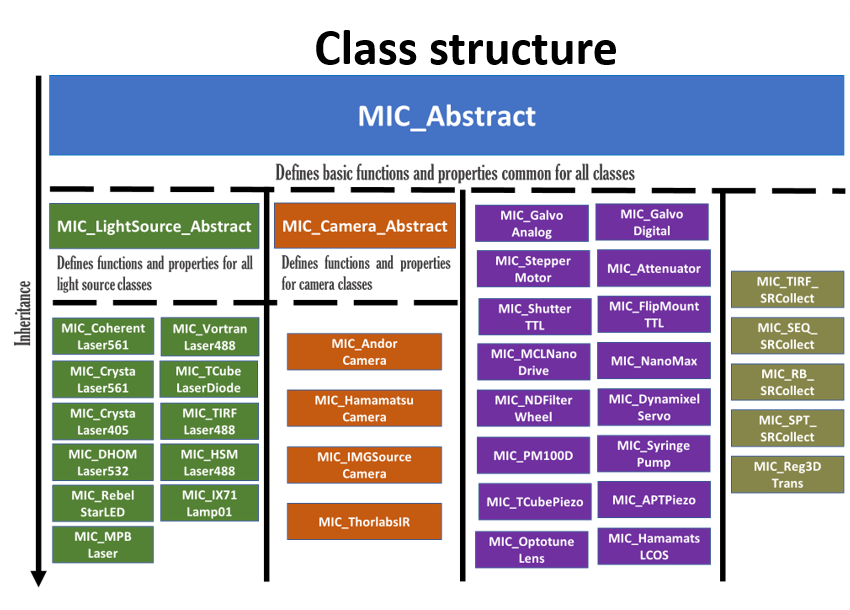 Class structure
MIC_Abstract
Defines basic functions and properties common for all classes
Inheritance
MIC_LightSource_Abstract
Defines functions and properties for all
light source classes
MIC_Coherent
Laser561
MIC_Vortran
Laser488
MIC_Crysta
Laser561
MIC_TCube
LaserDiode
MIC_Crysta
Laser405
MIC_TIRF
Laser488
MIC_DHOM
Laser532
MIC_HSM
Laser488
MIC_Rebel
StarLED
MIC_IX71
Lamp01
MIC_MPB
Laser
MIC_Camera_Abstract
Defines functions and properties
for camera classes
MIC_Andor
Camera
MIC_Hamamatsu
Camera
MIC_IMGSource
Camera
MIC_ThorlabsIR
MIC_Galvo
Analog
MIC_Galvo
Digital
MIC_Stepper
Motor
MIC_Attenuator
MIC_Shutter
TTL
MIC_FlipMount
TTL
MIC_MCLNano
Drive
MIC_NanoMax
MIC_NDFilter
Wheel
MIC_Dynamixel
Servo
MIC_PM100D
MIC_Syringe
Pump
MIC_TCubePiezo
MIC_APTPiezo
MIC_Optotune
Lens
MIC_Hamamats
LCOS
MIC_TIRF_
SRCollect
MIC_SEQ_
SRCollect
MIC_RB_
SRCollect
MIC_SPT_
SRCollect
MIC_Reg3D
Trans